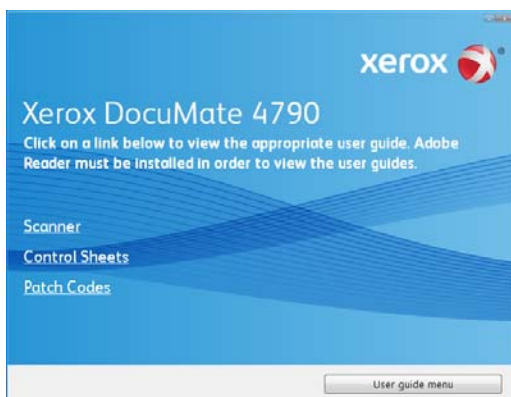 xerox
Xerox DocuMate 4790
Click on a link below to view the appropriate user guide. Adobe
Reader must be installed in order to view the user guides.
Scanner
Control Sheets
Patch Codes
User guide menu